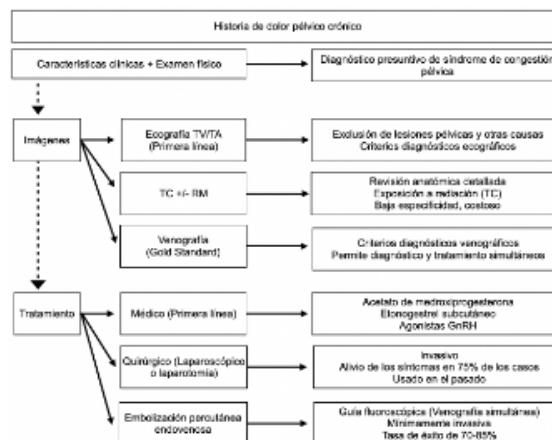 Historia de dolor pélvico crónico
Características clínicas + Examen físico
Diagnóstico presuntivo de síndrome de congestión
pélvica
Imágenes
Ecografía TV/TA
(Primera línea)
Exclusión de lesiones pélvicas y otras causas
Criterios diagnósticos ecográficos
TC +/- RM
Revisión anatómica detallada
Exposición a radiación (TC)
Baja especificidad, costoso
Venografía
(Gold Standard)
Criterios diagnósticos venográficos
Permite diagnóstico y tratamiento simultáneos
Tratamiento
Médico (Primera línea)
Acetato de medroxiprogesterona
Etonogestrel subcutáneo
Agonistas GnRH
Quirúrgico (Laparoscópico
o laparotomía)
Invasivo
Alivio de los síntomas en 75% de los casos
Usado en el pasado
Embolización percutánea
endovenosa
Guía fluoroscópica (Venografía simultánea)
Mínimamente invasiva
Tasa de éxito de 70-85%